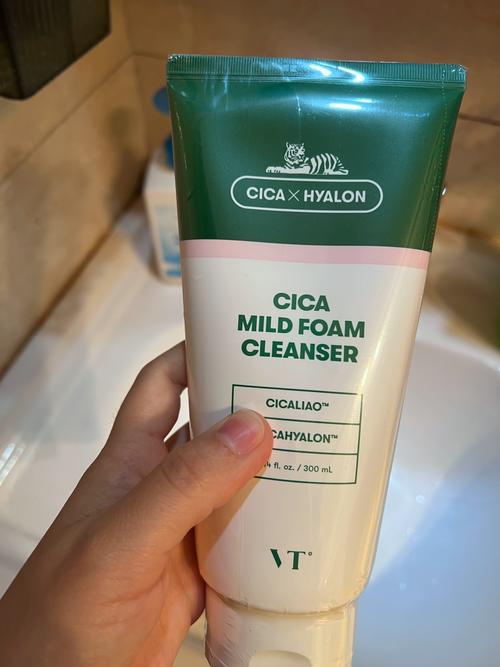 CICA × HYALON
CICA
MILD FOAM
CLEANSER
CICALIAO™
fl. oz. / 300 mL
VT